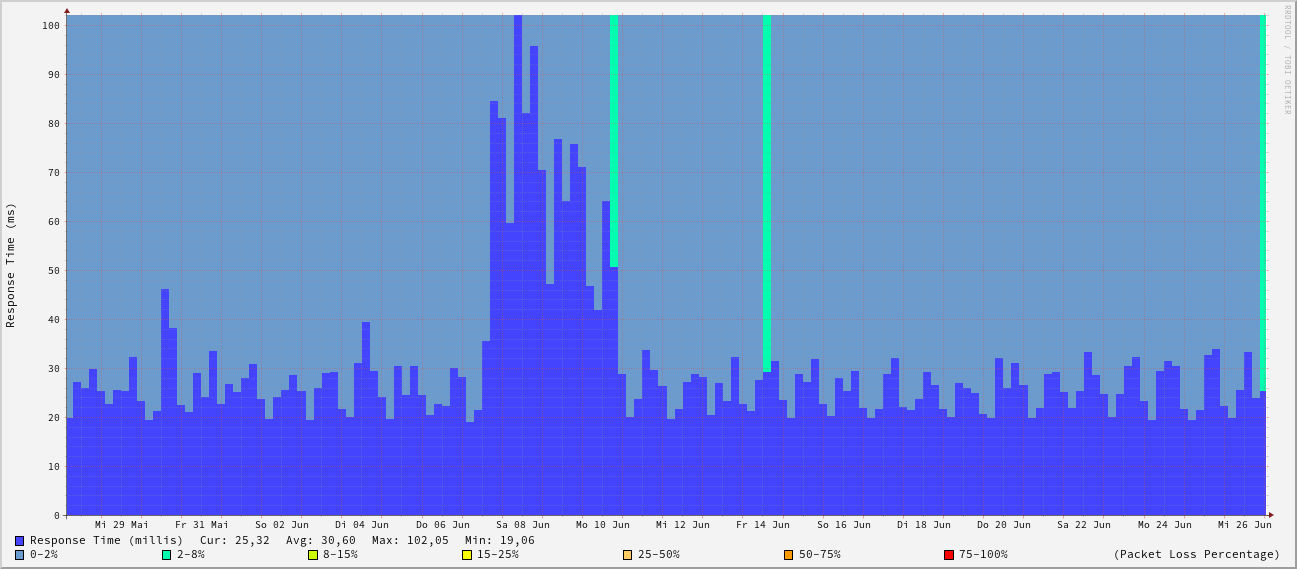 RRDTOOL / TOBI OETIKER
Response Time (ms)
100
90
80
70
60
50
40
30
20
10
0
Mi 29 Mai Fr 31 Mai So 02 Jun Di 04 Jun Do 06 Jun Sa 08 Jun Mo 10 Jun Mi 12 Jun Fr 14 Jun So 16 Jun Di 18 Jun Do 20 Jun Sa 22 Jun Mo 24 Jun Mi 26 Jun
Response Time (millis) Cur: 25,32 Avg: 30,60 Max: 102,05 Min: 19,06
0-2% 2-8% 8-15% 15-25% 25-50% 50-75% 75-100% (Packet Loss Percentage)